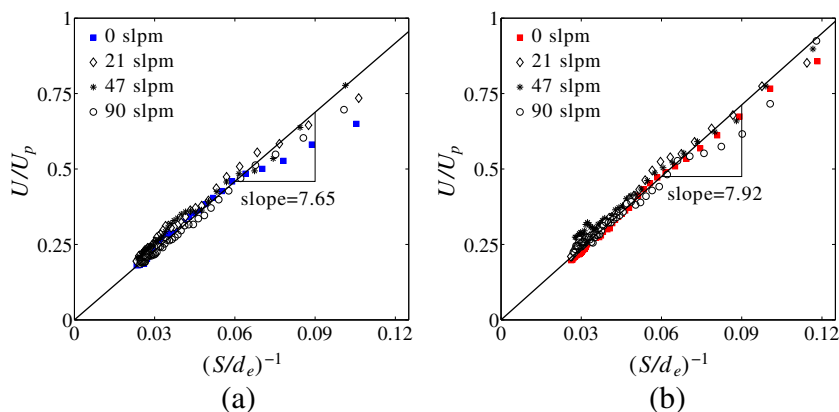 1
0.75
0.5
0.25
0
U/U_p
0 slpm
21 slpm
47 slpm
90 slpm
slope=7.65
0 0.03 0.06 0.09 0.12
(S/d_e)^{-1}
(a)
1
0.75
0.5
0.25
0
U/U_p
0 slpm
21 slpm
47 slpm
90 slpm
slope=7.92
0 0.03 0.06 0.09 0.12
(S/d_e)^{-1}
(b)